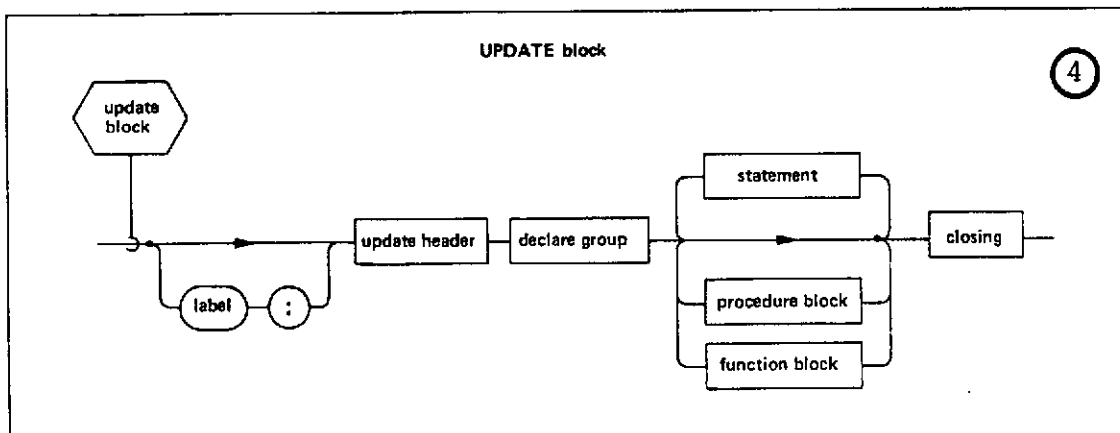 UPDATE block
4
update
block
statement
update header
declare group
closing
label
:
procedure block
function block